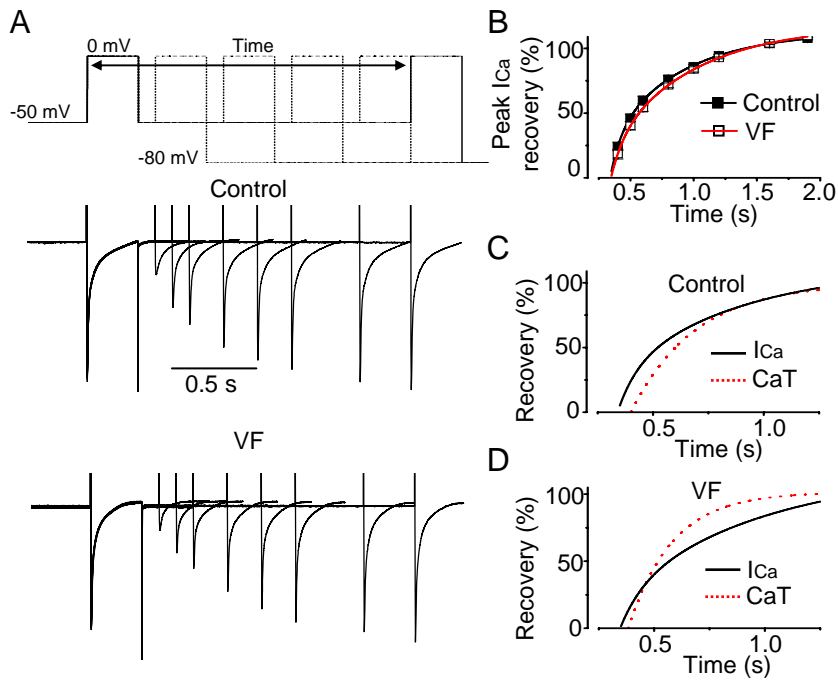 A
0 mV
Time
-50 mV
-80 mV
Control
0.5 s
VF
B
Peak ICa
recovery (%)
100
50
0
Control
VF
0.5
1.0
1.5
2.0
Time (s)
C
Recovery (%)
100
50
0
Control
ICa
CaT
0.5
1.0
Time (s)
D
Recovery (%)
100
50
0
VF
ICa
CaT
0.5
1.0
Time (s)